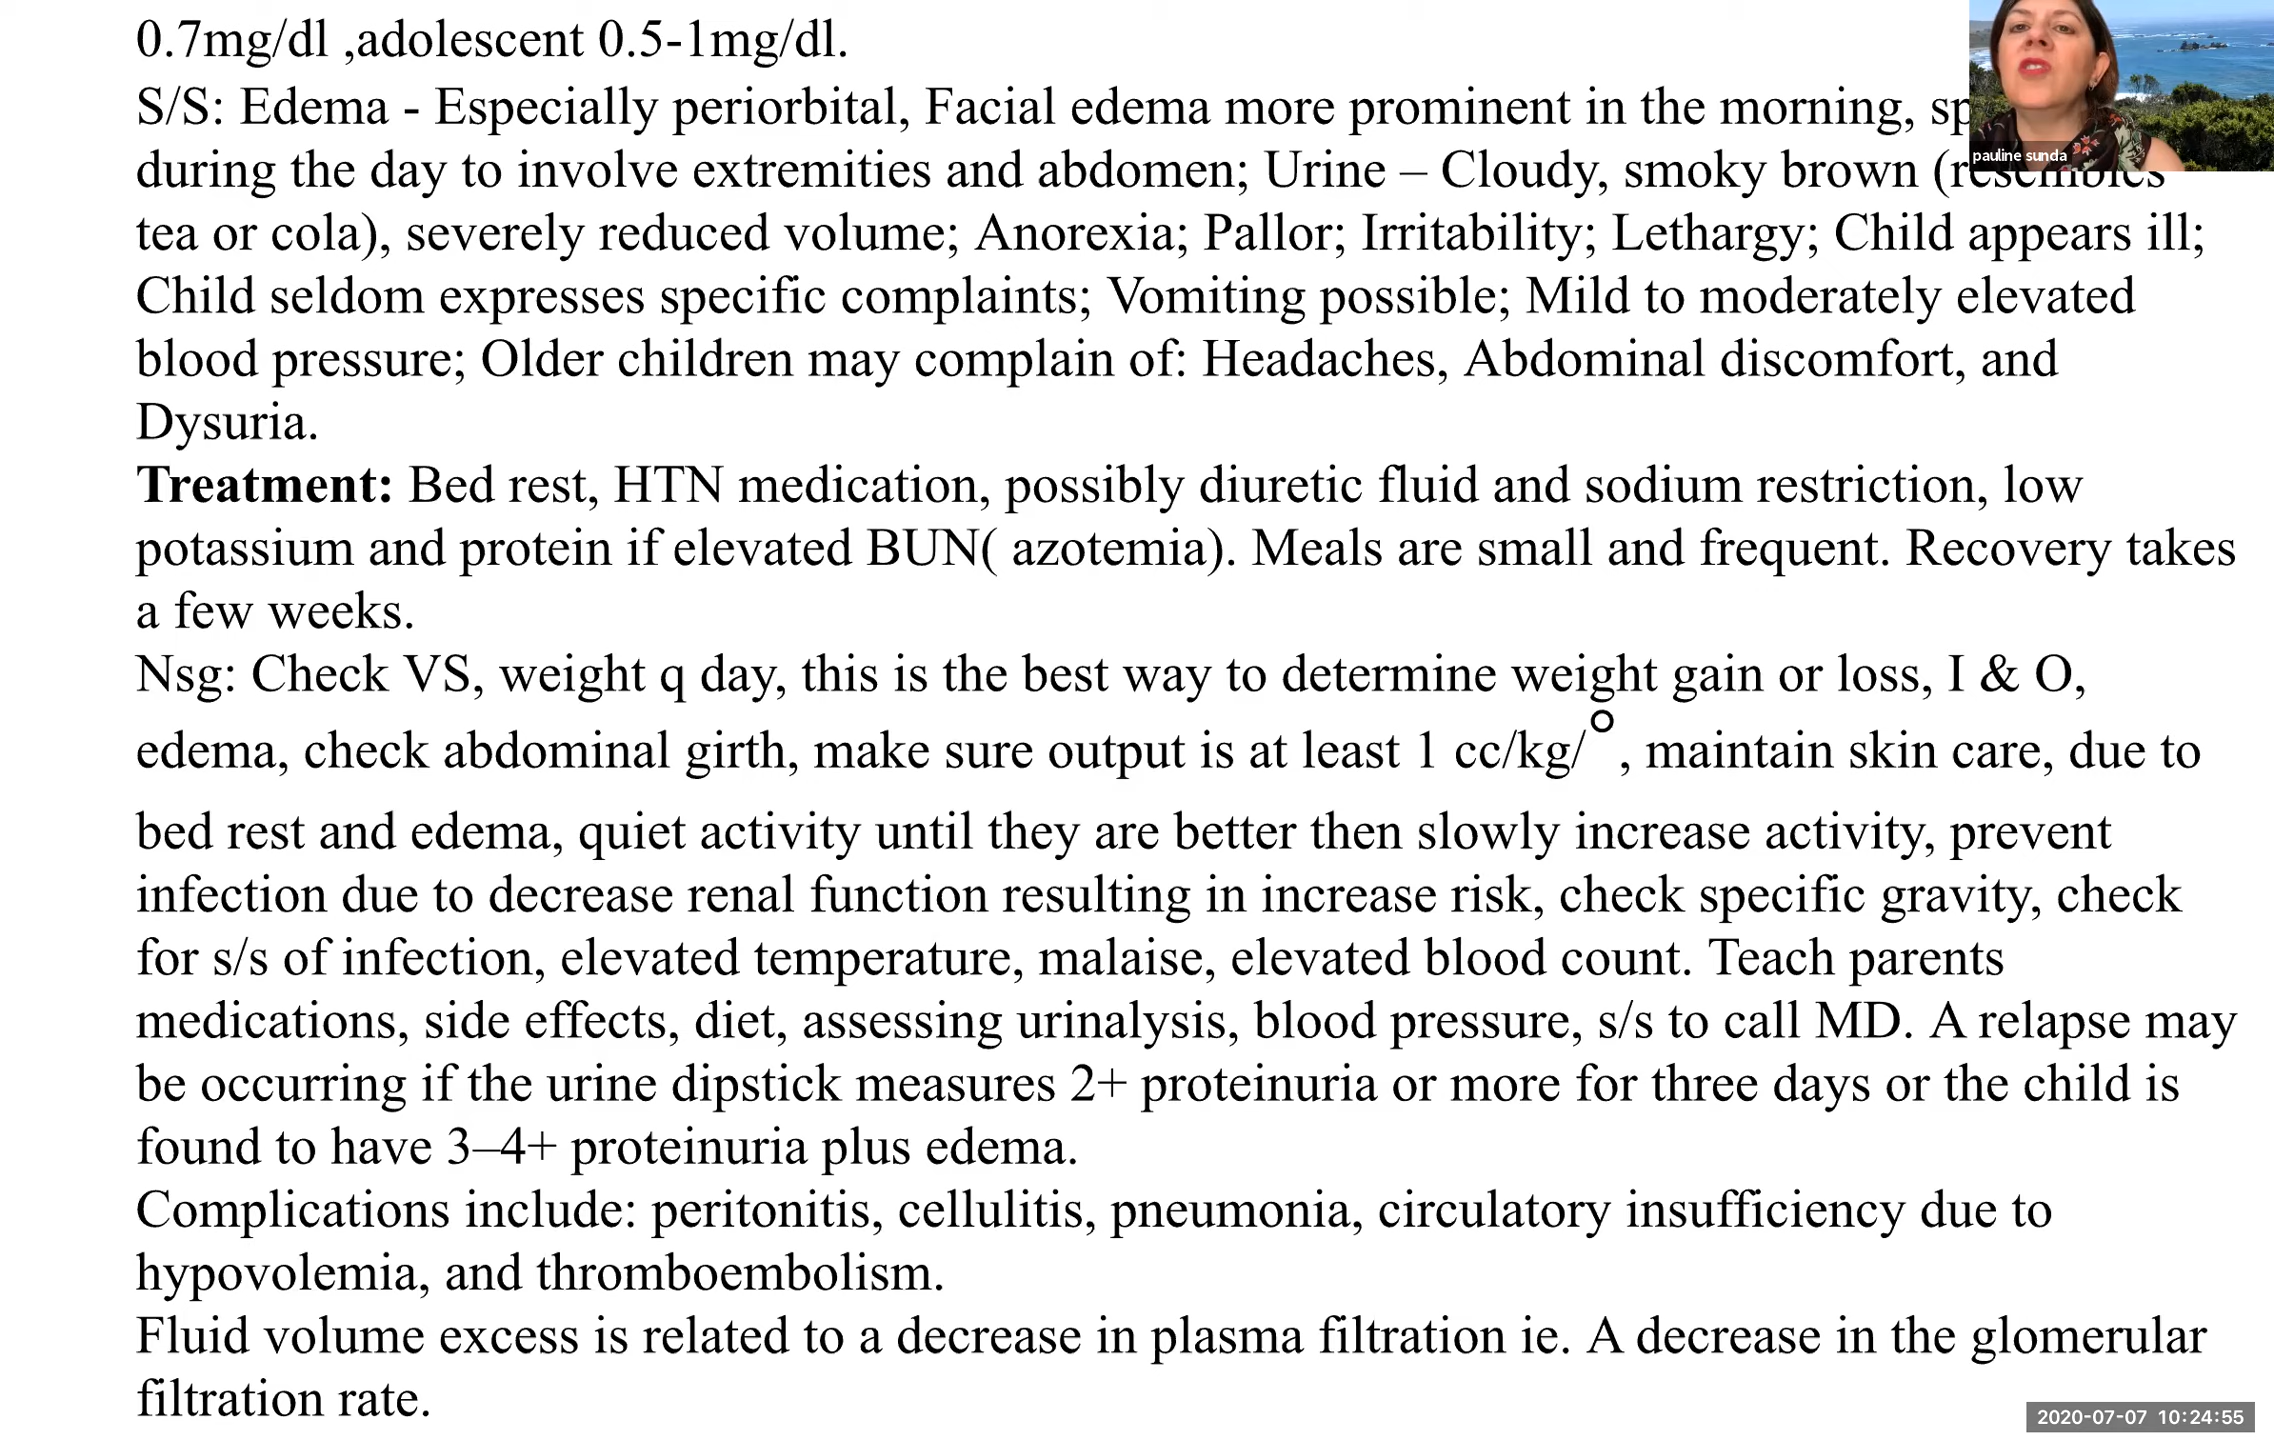 0.7mg/dl ,adolescent 0.5-1mg/dl.
S/S: Edema - Especially periorbital, Facial edema more prominent in the morning,
pauline sunda
during the day to involve extremities and abdomen; Urine – Cloudy, smoky brown (resembles
tea or cola), severely reduced volume; Anorexia; Pallor; Irritability; Lethargy; Child appears ill;
Child seldom expresses specific complaints; Vomiting possible; Mild to moderately elevated
blood pressure; Older children may complain of: Headaches, Abdominal discomfort, and
Dysuria.
Treatment: Bed rest, HTN medication, possibly diuretic fluid and sodium restriction, low
potassium and protein if elevated BUN( azotemia). Meals are small and frequent. Recovery takes
a few weeks.
Nsg: Check VS, weight q day, this is the best way to determine weight gain or loss, I & O,
edema, check abdominal girth, make sure output is at least 1 cc/kg/°, maintain skin care, due to
bed rest and edema, quiet activity until they are better then slowly increase activity, prevent
infection due to decrease renal function resulting in increase risk, check specific gravity, check
for s/s of infection, elevated temperature, malaise, elevated blood count. Teach parents
medications, side effects, diet, assessing urinalysis, blood pressure, s/s to call MD. A relapse may
be occurring if the urine dipstick measures 2+ proteinuria or more for three days or the child is
found to have 3–4+ proteinuria plus edema.
Complications include: peritonitis, cellulitis, pneumonia, circulatory insufficiency due to
hypovolemia, and thromboembolism.
Fluid volume excess is related to a decrease in plasma filtration ie. A decrease in the glomerular
filtration rate.
2020-07-07 10:24:55